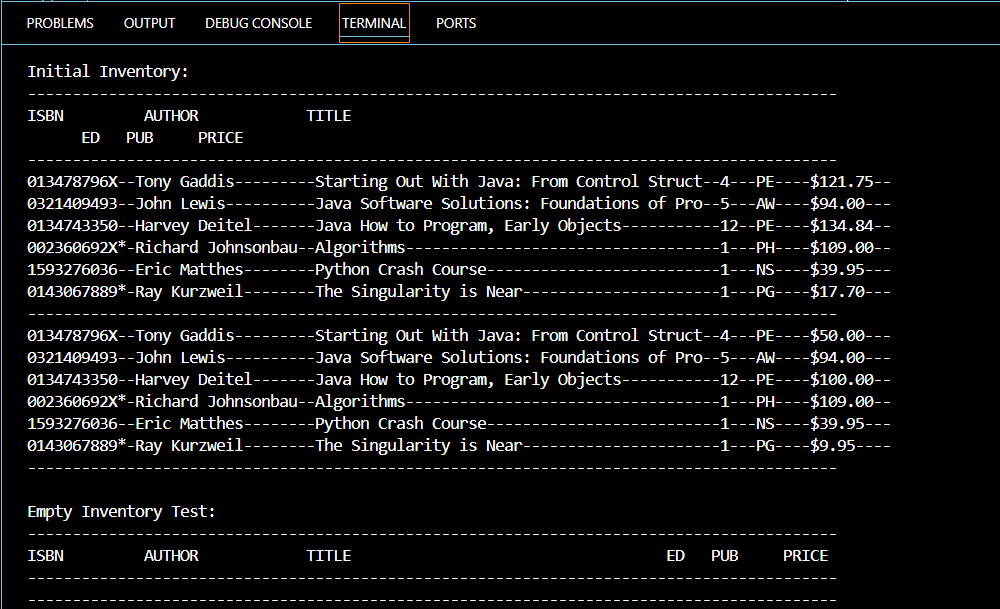 PROBLEMS OUTPUT DEBUG CONSOLE TERMINAL PORTS
Initial Inventory:
------------------------------------------------------------------------------------------
ISBN         AUTHOR            TITLE
      ED   PUB     PRICE
------------------------------------------------------------------------------------------
013478796X--Tony Gaddis---------Starting Out With Java: From Control Struct--4---PE----$121.75--
0321409493--John Lewis----------Java Software Solutions: Foundations of Pro--5---AW----$94.00---
0134743350--Harvey Deitel-------Java How to Program, Early Objects-----------12--PE----$134.84--
002360692X*-Richard Johnsonbau--Algorithms-----------------------------------1---PH----$109.00--
1593276036--Eric Matthes--------Python Crash Course--------------------------1---NS----$39.95---
0143067889*-Ray Kurzweil--------The Singularity is Near----------------------1---PG----$17.70---
------------------------------------------------------------------------------------------
013478796X--Tony Gaddis---------Starting Out With Java: From Control Struct--4---PE----$50.00---
0321409493--John Lewis----------Java Software Solutions: Foundations of Pro--5---AW----$94.00---
0134743350--Harvey Deitel-------Java How to Program, Early Objects-----------12--PE----$100.00--
002360692X*-Richard Johnsonbau--Algorithms-----------------------------------1---PH----$109.00--
1593276036--Eric Matthes--------Python Crash Course--------------------------1---NS----$39.95---
0143067889*-Ray Kurzweil--------The Singularity is Near----------------------1---PG----$9.95----
------------------------------------------------------------------------------------------
Empty Inventory Test:
------------------------------------------------------------------------------------------
ISBN         AUTHOR            TITLE                                   ED   PUB     PRICE
------------------------------------------------------------------------------------------
------------------------------------------------------------------------------------------